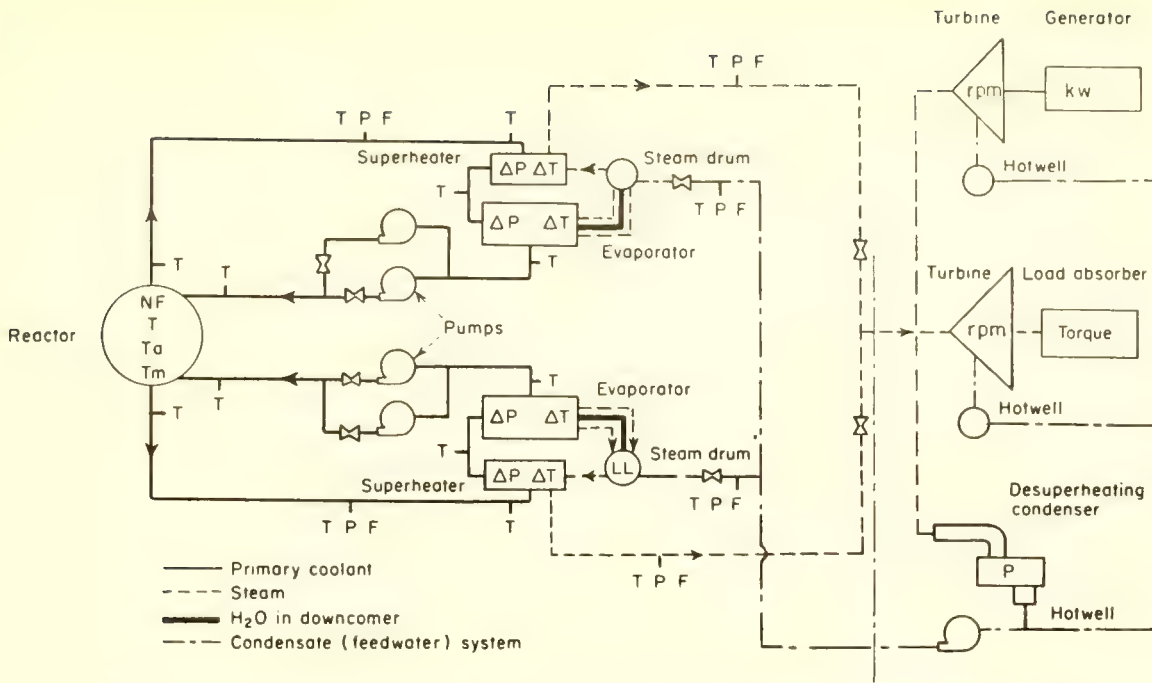 Turbine Generator
T P F
rpm kw
T P F T
Superheater ΔP ΔT Steam drum
Hotwell
T
T P F
ΔP ΔT
Evaporator
T
T T
Turbine Load absorber
NF
T
Ta
Tm
Reactor
Pumps
rpm Torque
T T
T
Evaporator
ΔP ΔT
Hotwell
T
Steam drum
LL
ΔP ΔT
Superheater
T P F
T P F T
Desuperheating
condenser
T P F
P
Hotwell
Primary coolant
Steam
H₂O in downcomer
Condensate (feedwater) system